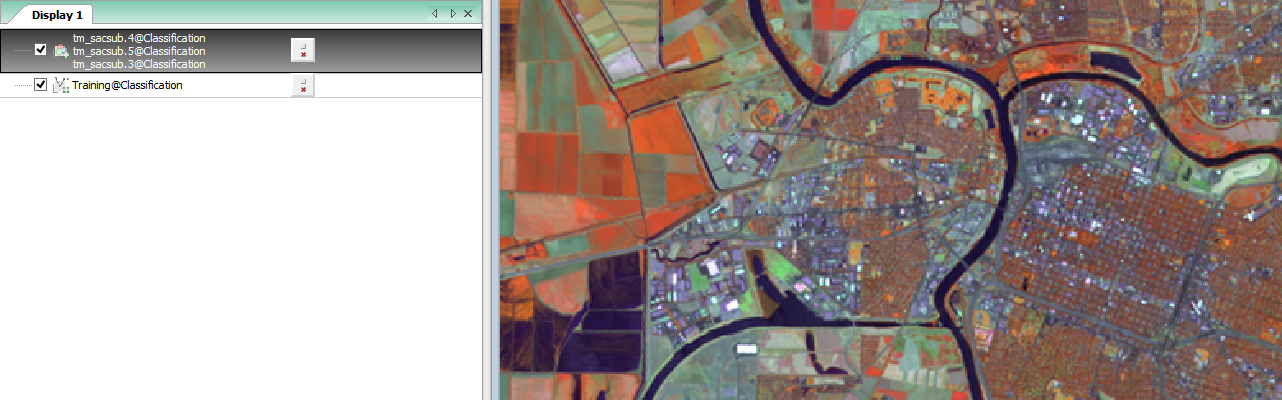 Display 1
tm_sacsub.4@Classification
tm_sacsub.5@Classification
tm_sacsub.3@Classification
Training@Classification